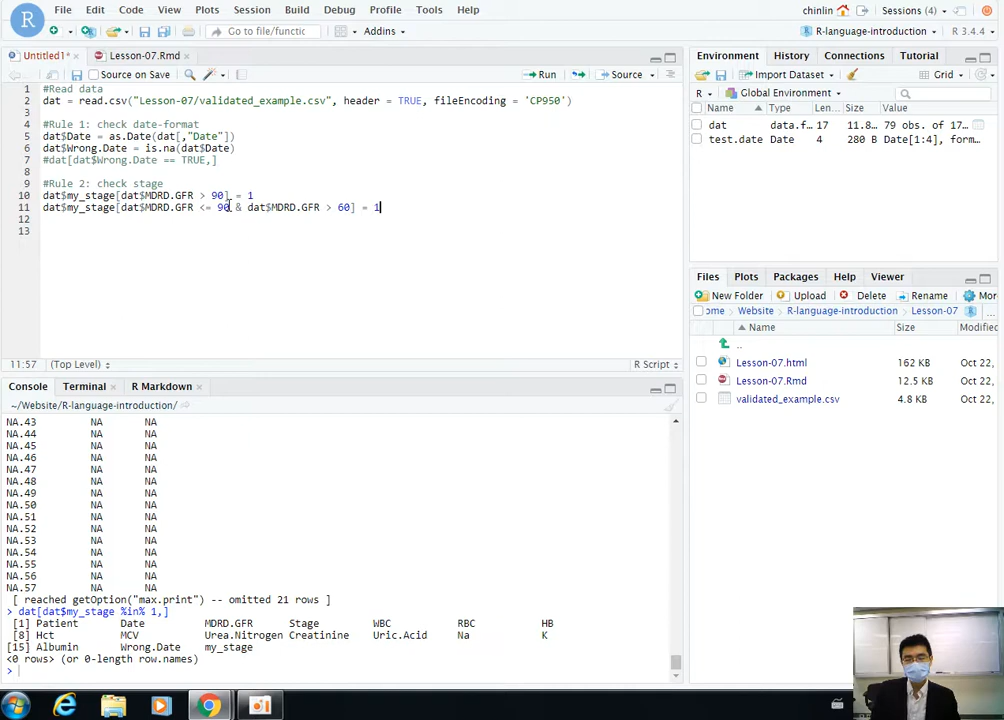 File Edit Code View Plots Session Build Debug Profile Tools Help
chinlin Sessions (4)
Go to file/functic Addins
R-language-introduction R 3.4.4
Untitled1* × Lesson-07.Rmd ×
Source on Save Run Source
1 #Read data
2 dat = read.csv("Lesson-07/validated_example.csv", header = TRUE, fileEncoding = 'CP950')
3
4 #Rule 1: check date-format
5 dat$Date = as.Date(dat[,"Date"])
6 dat$Wrong.Date = is.na(dat$Date)
7 #dat[dat$Wrong.Date == TRUE,]
8
9 #Rule 2: check stage
10 dat$my_stage[dat$MDRD.GFR > 90] = 1
11 dat$my_stage[dat$MDRD.GFR <= 90 & dat$MDRD.GFR > 60] = 1
12
13
11:57 (Top Level) R Script
Console Terminal × R Markdown ×
~/Website/R-language-introduction/
NA.43 NA NA
NA.44 NA NA
NA.45 NA NA
NA.46 NA NA
NA.47 NA NA
NA.48 NA NA
NA.49 NA NA
NA.50 NA NA
NA.51 NA NA
NA.52 NA NA
NA.53 NA NA
NA.54 NA NA
NA.55 NA NA
NA.56 NA NA
NA.57 NA NA
[ reached getOption("max.print") -- omitted 21 rows ]
> dat[dat$my_stage %in% 1,]
[1] Patient Date MDRD.GFR Stage WBC RBC HB
[8] Hct MCV Urea.Nitrogen Creatinine Uric.Acid Na K
[15] Albumin Wrong.Date my_stage
<0 rows> (or 0-length row.names)
>
Environment History Connections Tutorial
Import Dataset Grid
R Global Environment
Name Type Len... Size Value
dat data.f... 17 11.8... 79 obs. of 17...
test.date Date 4 280 B Date[1:4], form...
Files Plots Packages Help Viewer
New Folder Upload Delete Rename Mor
ome Website R-language-introduction Lesson-07 ...
Name Size Modified
..
Lesson-07.html 162 KB Oct 22,
Lesson-07.Rmd 12.5 KB Oct 22,
validated_example.csv 4.8 KB Oct 22,